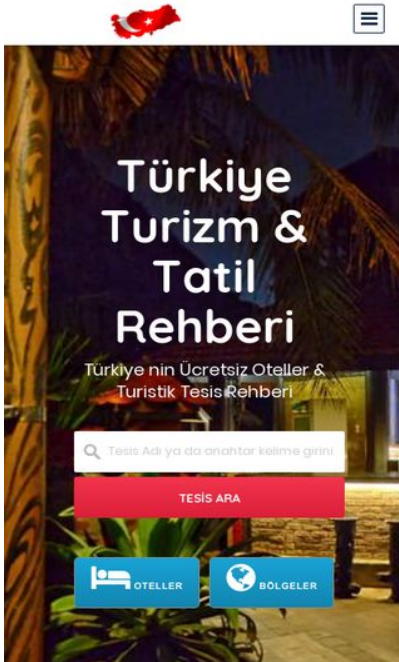 Türkiye
Turizm &
Tatil
Rehberi
Türkiye nin Ücretsiz Oteller &
Turistik Tesis Rehberi
Tesis Adı ya da anahtar kelime girini
TESİS ARA
OTELLER
BÖLGELER